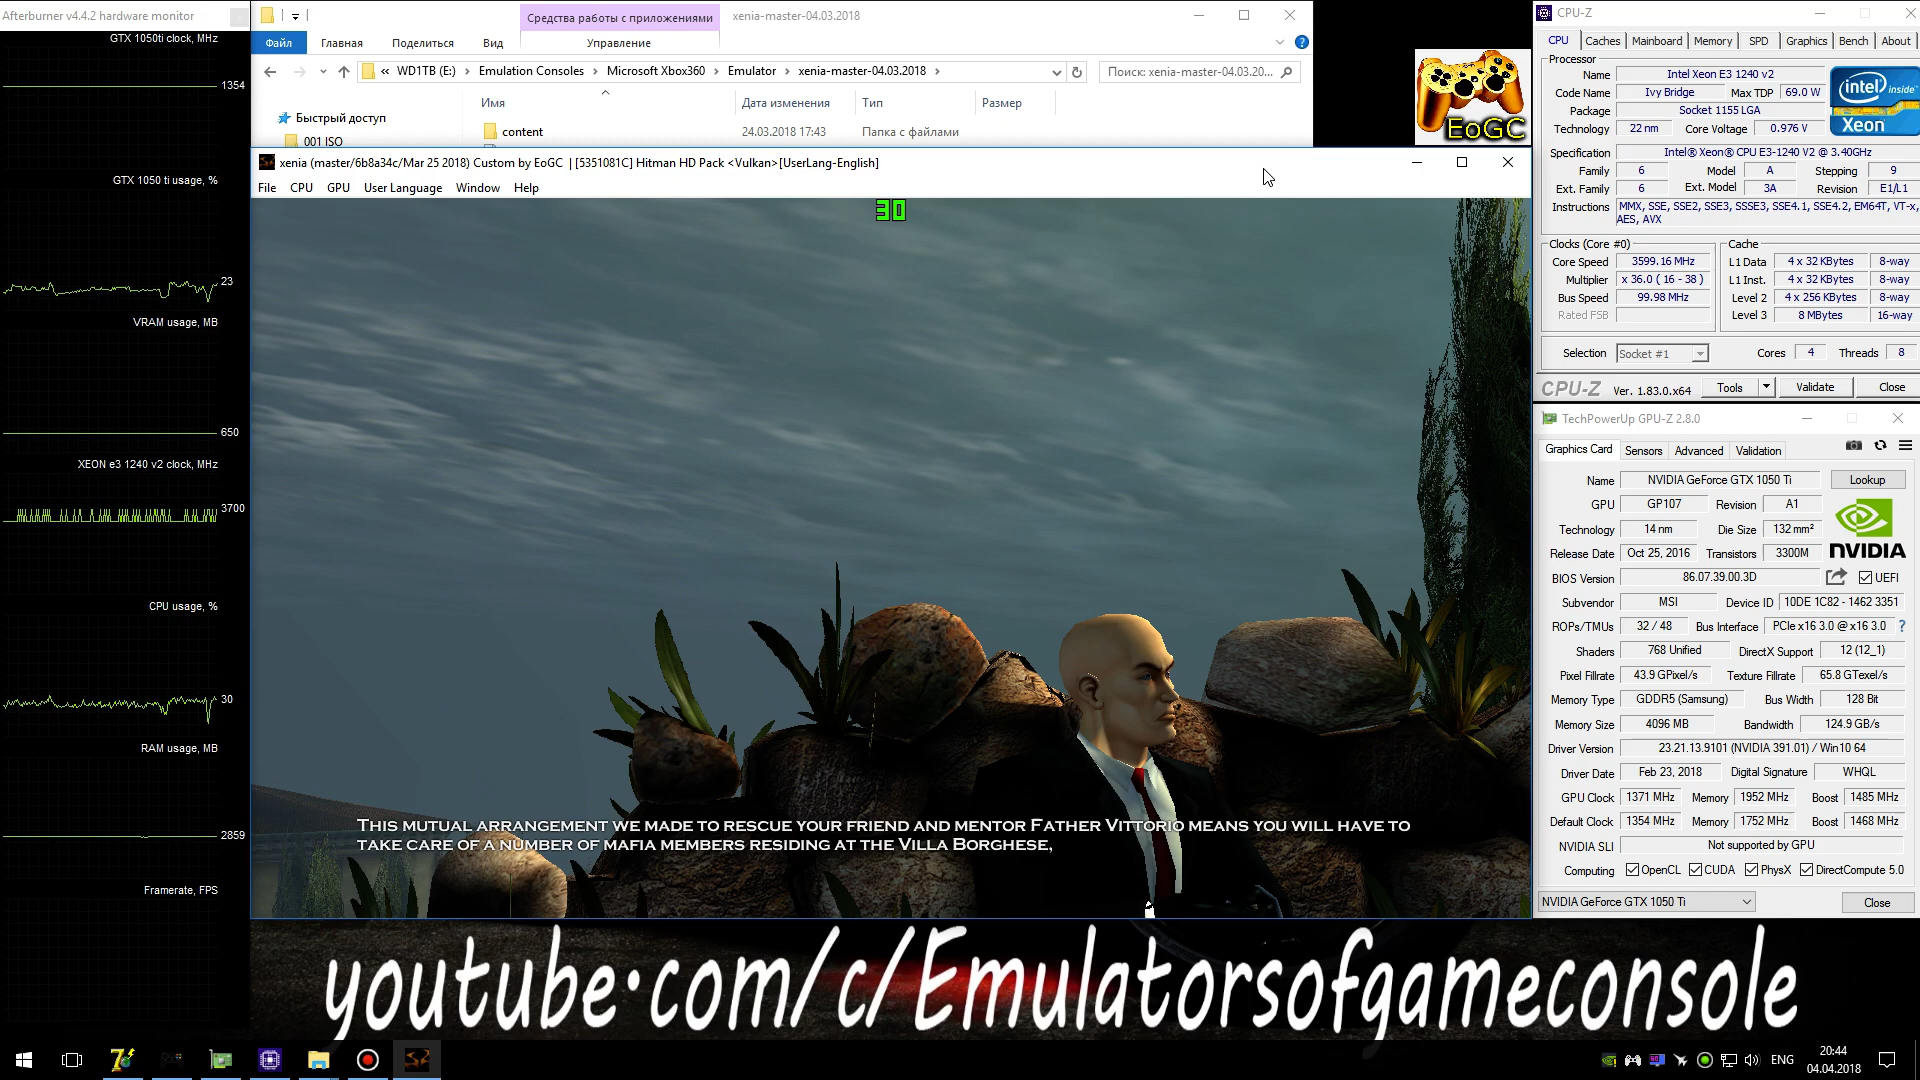 Afterburner v4.4.2 hardware monitor
GTX 1050ti clock, MHz
1354
GTX 1050 ti usage, %
23
VRAM usage, MB
650
XEON e3 1240 v2 clock, MHz
3700
CPU usage, %
30
RAM usage, MB
2859
Framerate, FPS
Средства работы с приложениями
xenia-master-04.03.2018
Файл Главная Поделиться Вид Управление
« WD1TB (E:) › Emulation Consoles › Microsoft Xbox360 › Emulator › xenia-master-04.03.2018 ›
Поиск: xenia-master-04.03.20...
Быстрый доступ
001 ISO
Имя Дата изменения Тип Размер
content 24.03.2018 17:43 Папка с файлами
EoGC
xenia (master/6b8a34c/Mar 25 2018) Custom by EoGC | [5351081C] Hitman HD Pack <Vulkan>[UserLang-English]
File CPU GPU User Language Window Help
30
This mutual arrangement we made to rescue your friend and mentor Father Vittorio means you will have to
take care of a number of mafia members residing at the Villa Borghese,
CPU-Z
CPU Caches Mainboard Memory SPD Graphics Bench About
Processor
Name Intel Xeon E3 1240 v2
Code Name Ivy Bridge Max TDP 69.0 W
Package Socket 1155 LGA
Technology 22 nm Core Voltage 0.976 V
intel inside™
Xeon
Specification Intel® Xeon® CPU E3-1240 V2 @ 3.40GHz
Family 6 Model A Stepping 9
Ext. Family 6 Ext. Model 3A Revision E1/L1
Instructions MMX, SSE, SSE2, SSE3, SSSE3, SSE4.1, SSE4.2, EM64T, VT-x,
AES, AVX
Clocks (Core #0)
Core Speed 3599.16 MHz
Multiplier x 36.0 ( 16 - 38 )
Bus Speed 99.98 MHz
Rated FSB
Cache
L1 Data 4 x 32 KBytes 8-way
L1 Inst. 4 x 32 KBytes 8-way
Level 2 4 x 256 KBytes 8-way
Level 3 8 MBytes 16-way
Selection Socket #1 Cores 4 Threads 8
CPU-Z Ver. 1.83.0.x64 Tools Validate Close
TechPowerUp GPU-Z 2.8.0
Graphics Card Sensors Advanced Validation
Name NVIDIA GeForce GTX 1050 Ti Lookup
GPU GP107 Revision A1
Technology 14 nm Die Size 132 mm²
Release Date Oct 25, 2016 Transistors 3300M
NVIDIA
BIOS Version 86.07.39.00.3D UEFI
Subvendor MSI Device ID 10DE 1C82 - 1462 3351
ROPs/TMUs 32 / 48 Bus Interface PCIe x16 3.0 @ x16 3.0 ?
Shaders 768 Unified DirectX Support 12 (12_1)
Pixel Fillrate 43.9 GPixel/s Texture Fillrate 65.8 GTexel/s
Memory Type GDDR5 (Samsung) Bus Width 128 Bit
Memory Size 4096 MB Bandwidth 124.9 GB/s
Driver Version 23.21.13.9101 (NVIDIA 391.01) / Win10 64
Driver Date Feb 23, 2018 Digital Signature WHQL
GPU Clock 1371 MHz Memory 1952 MHz Boost 1485 MHz
Default Clock 1354 MHz Memory 1752 MHz Boost 1468 MHz
NVIDIA SLI Not supported by GPU
Computing OpenCL CUDA PhysX DirectCompute 5.0
NVIDIA GeForce GTX 1050 Ti Close
youtube.com/c/Emulatorsofgameconsole
ENG
20:44
04.04.2018